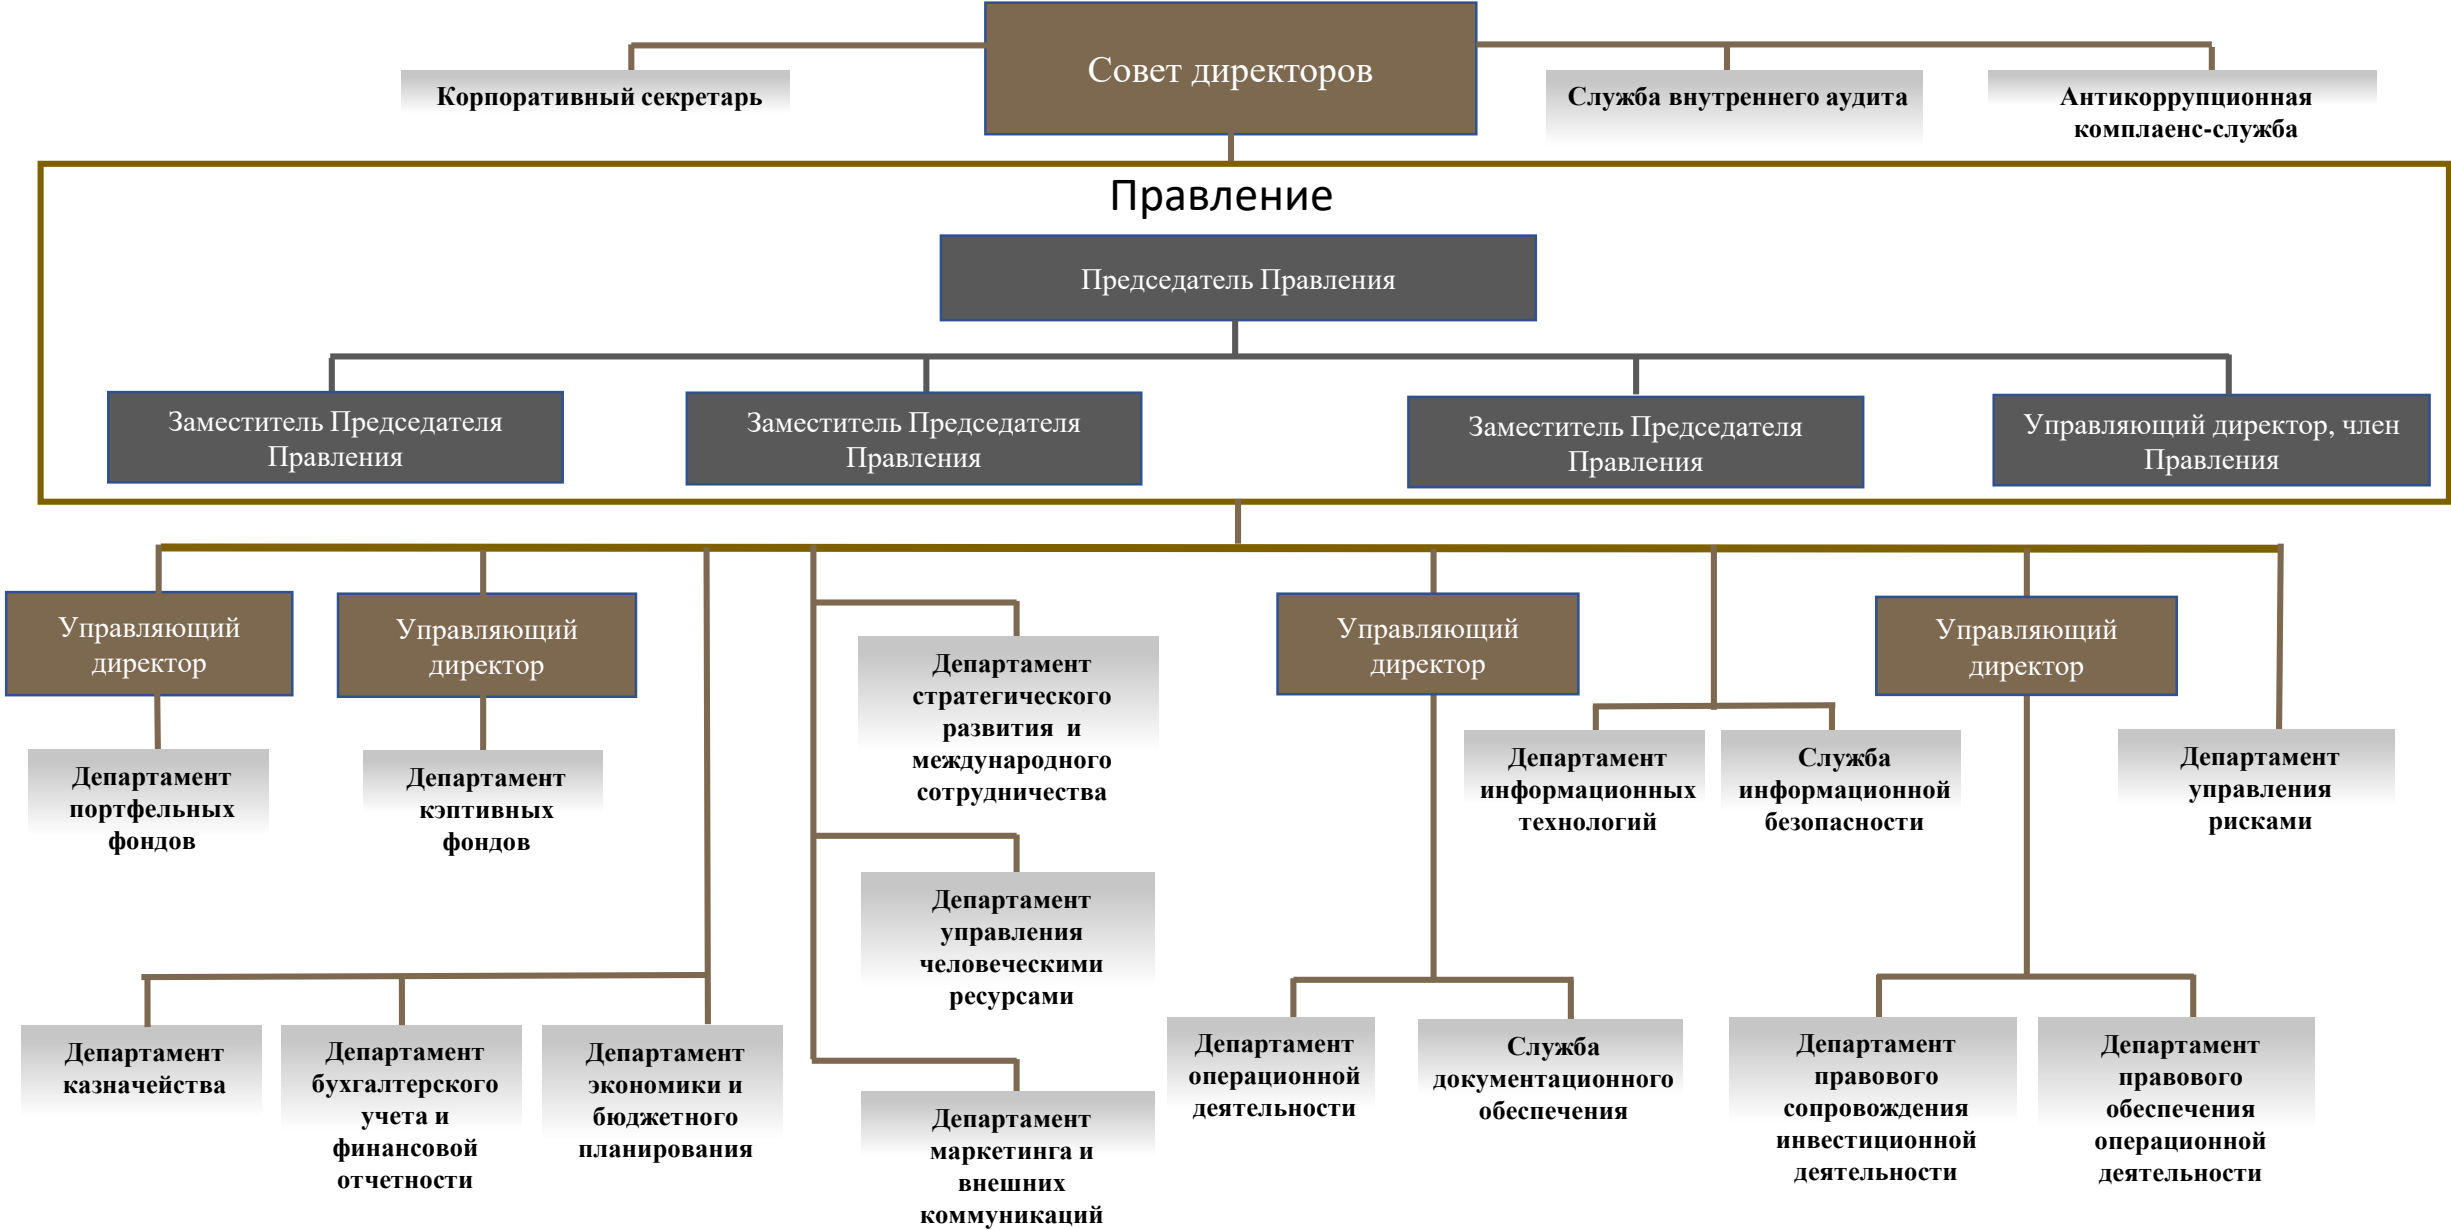 Совет директоров
Корпоративный секретарь
Служба внутреннего аудита
Антикоррупционная
комплаенс-служба
Правление
Председатель Правления
Заместитель Председателя
Правления
Заместитель Председателя
Правления
Заместитель Председателя
Правления
Управляющий директор, член
Правления
Управляющий
директор
Управляющий
директор
Управляющий
директор
Управляющий
директор
Департамент
портфельных
фондов
Департамент
кэптивных
фондов
Департамент
стратегического
развития и
международного
сотрудничества
Департамент
информационных
технологий
Служба
информационной
безопасности
Департамент
управления
рисками
Департамент
управления
человеческими
ресурсами
Департамент
казначейства
Департамент
бухгалтерского
учета и
финансовой
отчетности
Департамент
экономики и
бюджетного
планирования
Департамент
маркетинга и
внешних
коммуникаций
Департамент
операционной
деятельности
Служба
документационного
обеспечения
Департамент
правового
сопровождения
инвестиционной
деятельности
Департамент
правового
обеспечения
операционной
деятельности